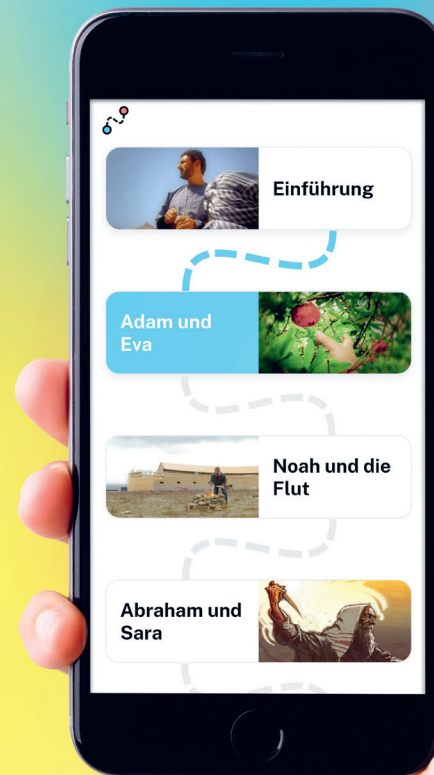 Einführung
Adam und
Eva
Noah und die
Flut
Abraham und
Sara